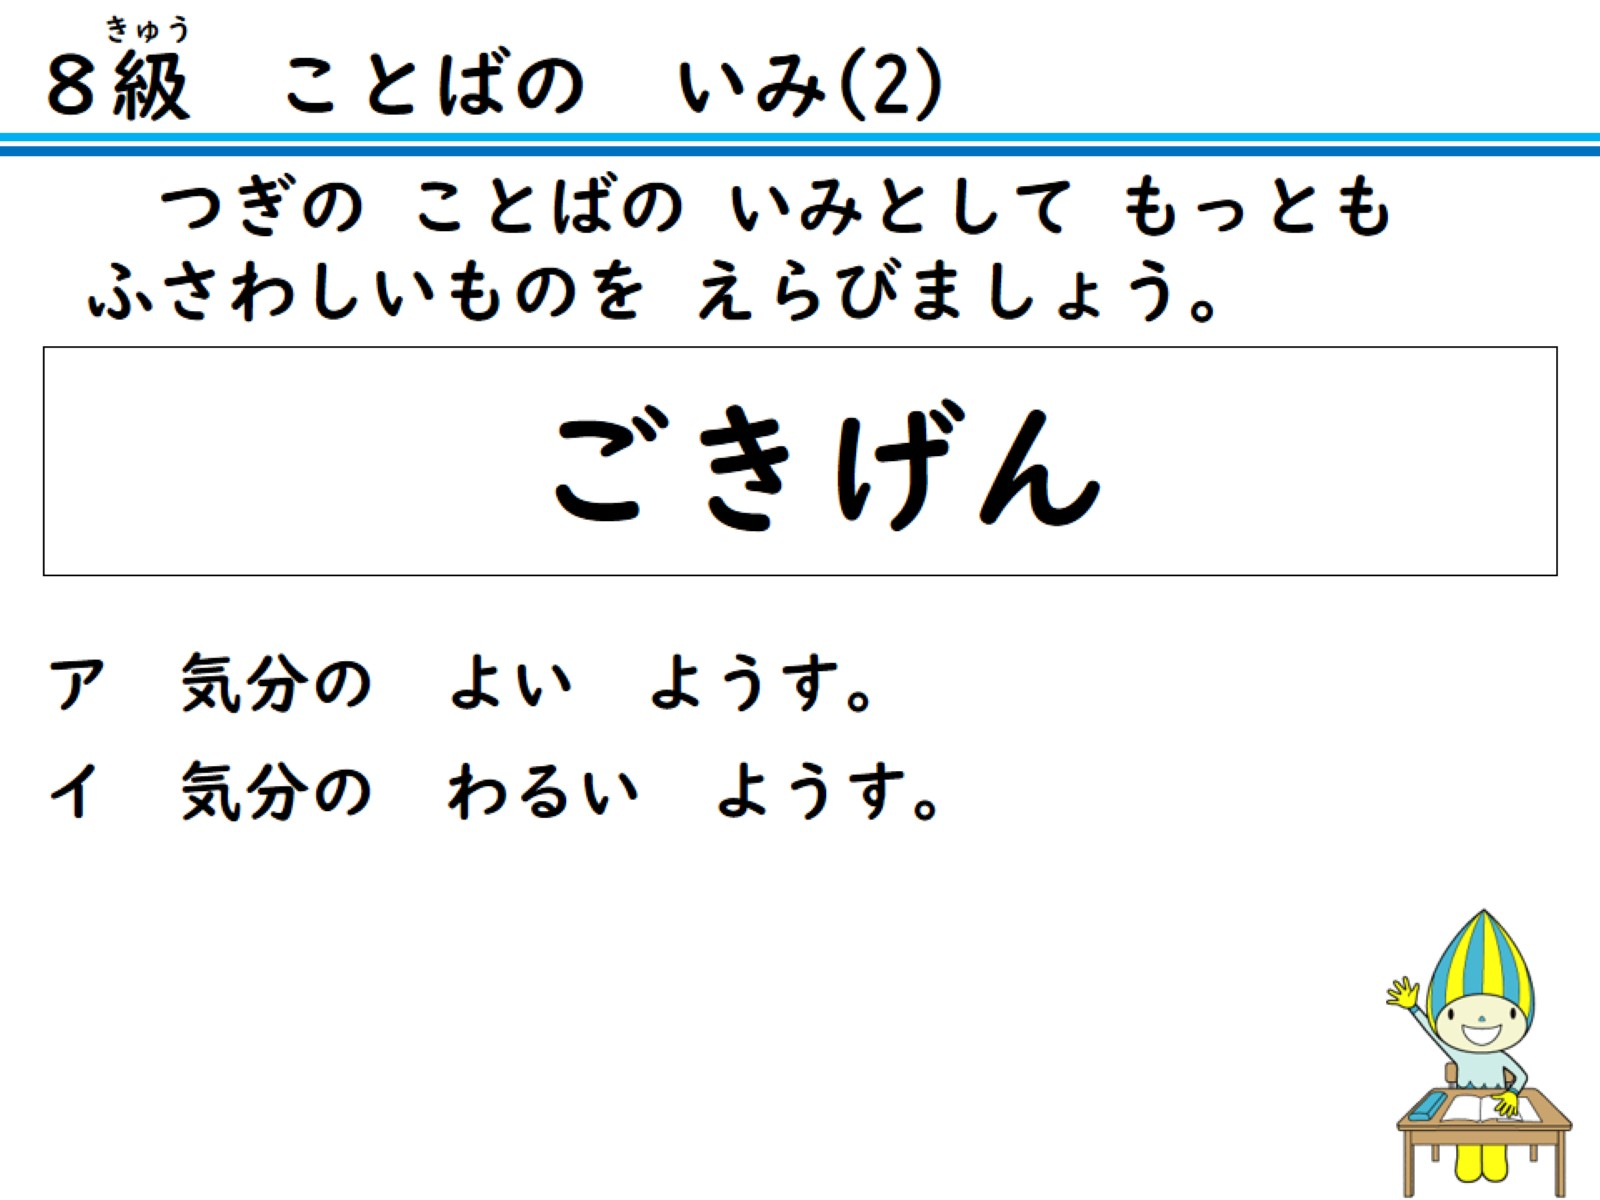 きゅう
８級　ことばの　いみ(2)
つぎの ことばの いみとして もっとも
ふさわしいものを えらびましょう。
ごきげん
ア　気分の　よい　ようす。
イ　気分の　わるい　ようす。